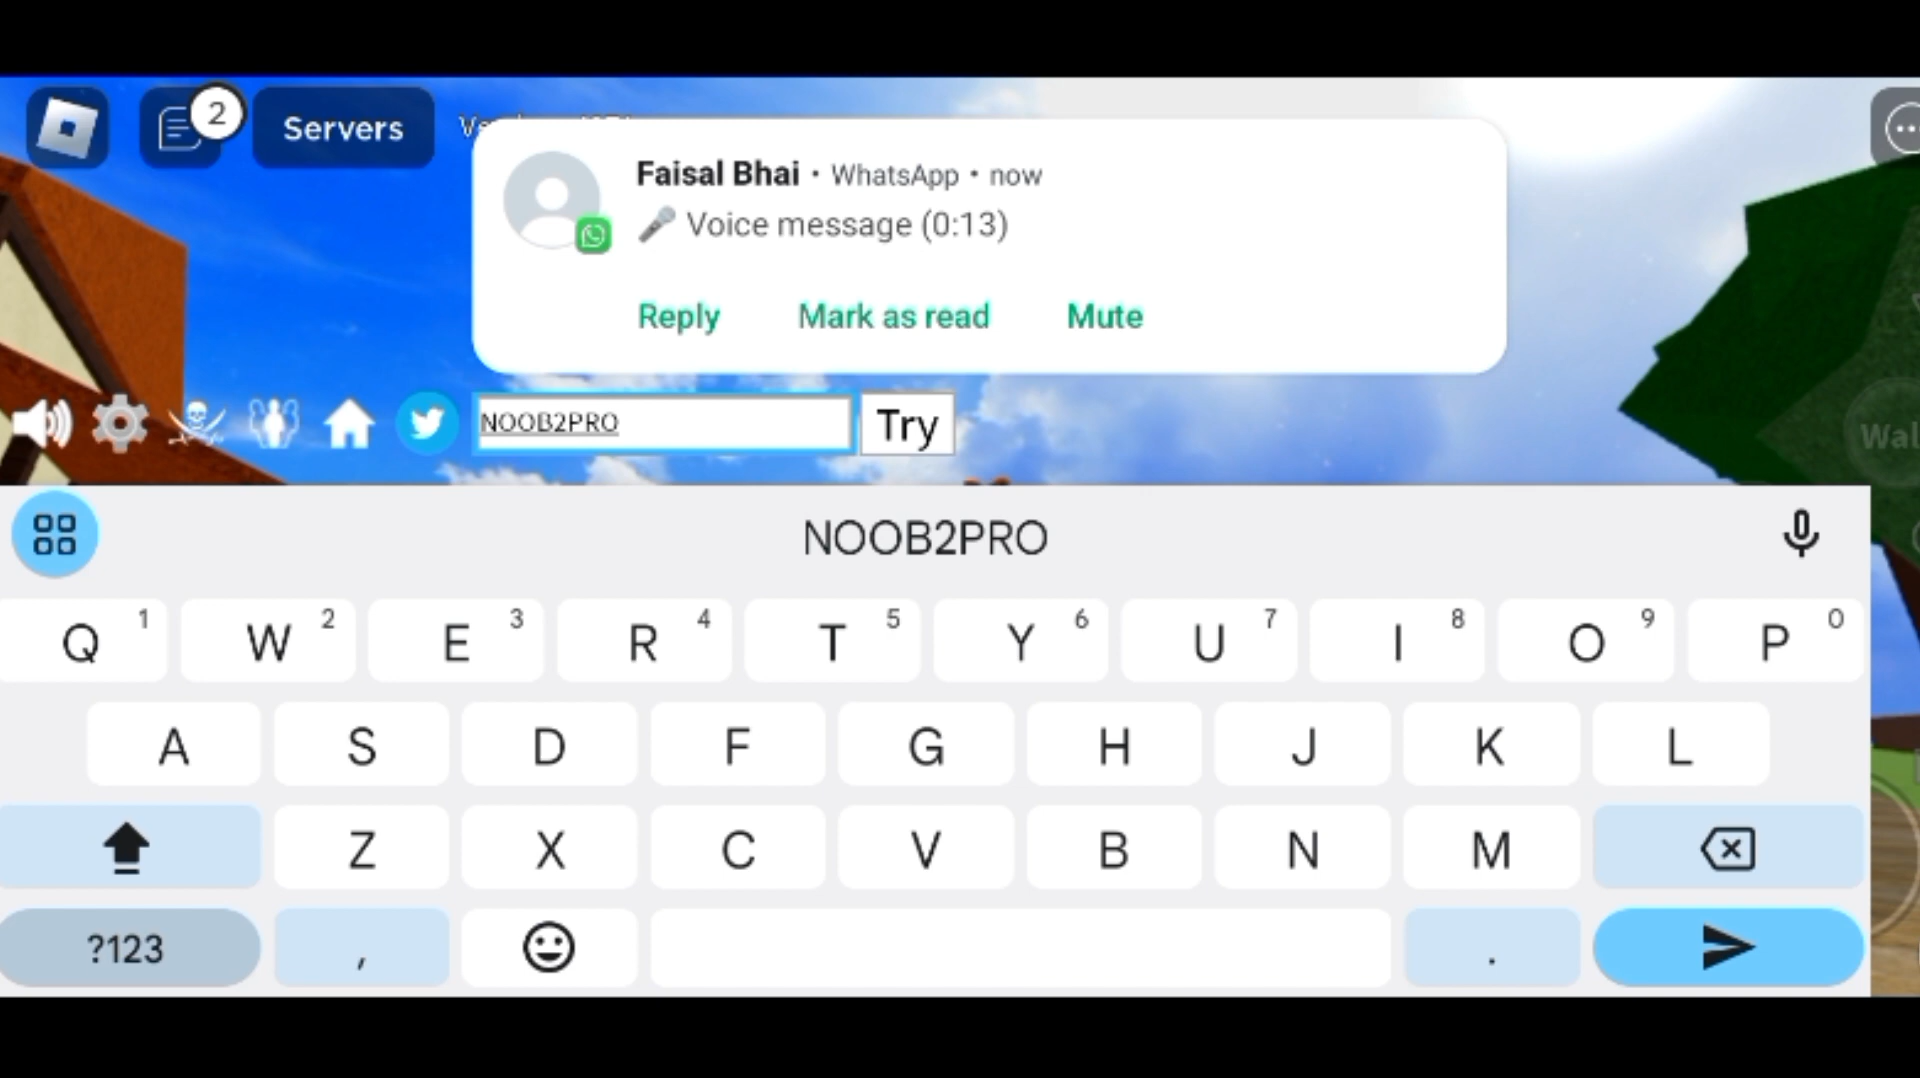 2
Servers
Faisal Bhai • WhatsApp • now
Voice message (0:13)
Reply Mark as read Mute
NOOB2PRO
Try
Wal
NOOB2PRO
Q 1 W 2 E 3 R 4 T 5 Y 6 U 7 I 8 O 9 P 0
A S D F G H J K L
Z X C V B N M
?123 , .